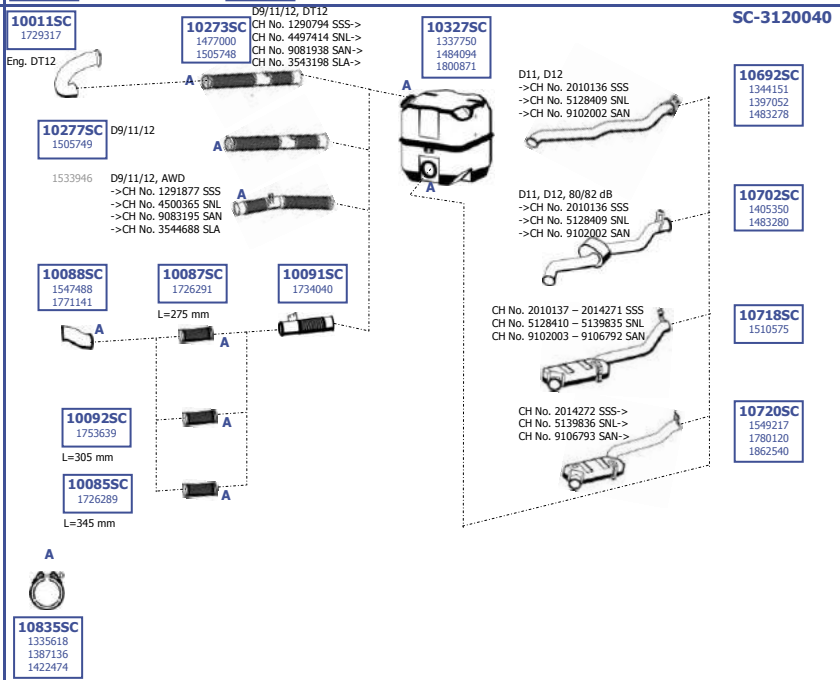 SC-3120040
10011SC
1729317
Eng. DT12
A
10273SC
1477000
1505748
D9/11/12, DT12
CH No. 1290794 SSS->
CH No. 4497414 SNL->
CH No. 9081938 SAN->
CH No. 3543198 SLA->
10277SC
1505749
D9/11/12
A
1533946
D9/11/12, AWD
->CH No. 1291877 SSS
->CH No. 4500365 SNL
->CH No. 9083195 SAN
->CH No. 3544688 SLA
A
10327SC
1337750
1484094
1800871
A
A
D11, D12
->CH No. 2010136 SSS
->CH No. 5128409 SNL
->CH No. 9102002 SAN
10692SC
1344151
1397052
1483278
D11, D12, 80/82 dB
->CH No. 2010136 SSS
->CH No. 5128409 SNL
->CH No. 9102002 SAN
10702SC
1405350
1483280
10088SC
1547488
1771141
A
10087SC
1726291
L=275 mm
A
10091SC
1734040
CH No. 2010137 – 2014271 SSS
CH No. 5128410 – 5139835 SNL
CH No. 9102003 – 9106792 SAN
10718SC
1510575
10092SC
1753639
L=305 mm
A
10085SC
1726289
L=345 mm
A
CH No. 2014272 SSS->
CH No. 5139836 SNL->
CH No. 9106793 SAN->
10720SC
1549217
1780120
1862540
A
10835SC
1335618
1387136
1422474